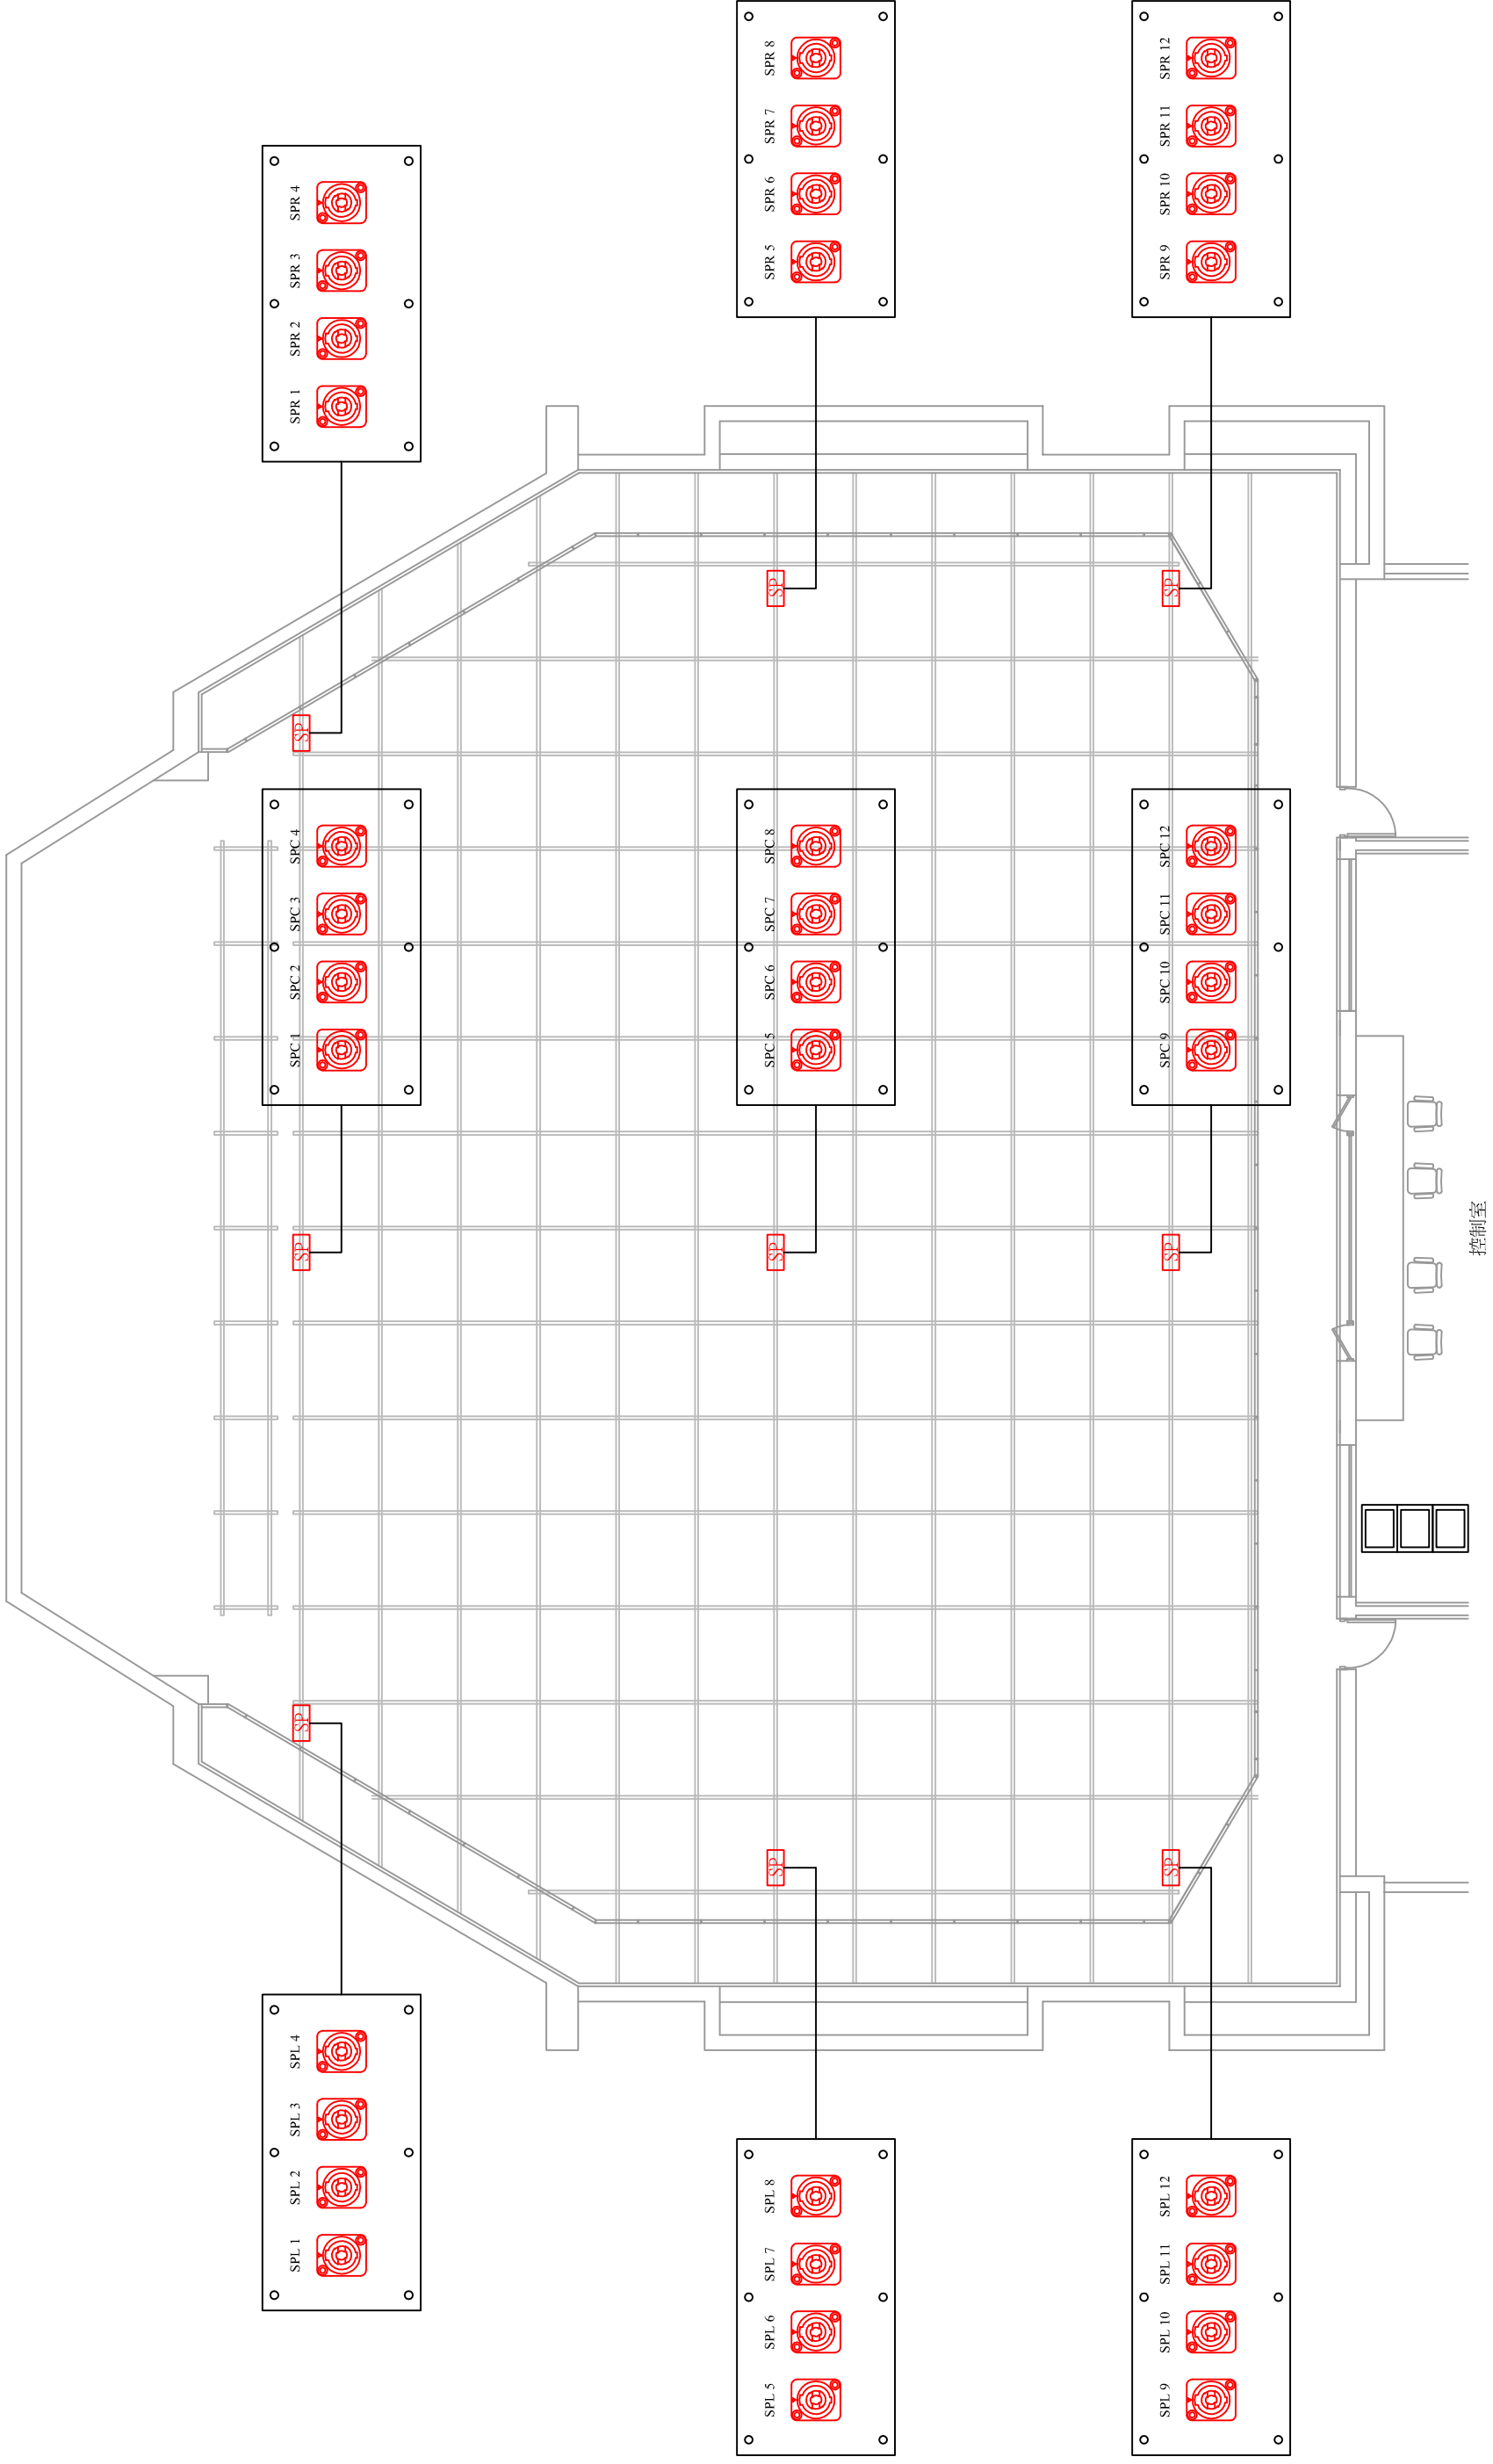 SPL 1
SPL 2
SPL 3
SPL 4
SP
SP
SPC 1
SPC 2
SPC 3
SPC 4
SP
SPR 1
SPR 2
SPR 3
SPR 4
SPL 5
SPL 6
SPL 7
SPL 8
SP
SP
SPC 5
SPC 6
SPC 7
SPC 8
SP
SPR 5
SPR 6
SPR 7
SPR 8
SPL 9
SPL 10
SPL 11
SPL 12
SP
SP
SPC 9
SPC 10
SPC 11
SPC 12
SP
SPR 9
SPR 10
SPR 11
SPR 12
控制室